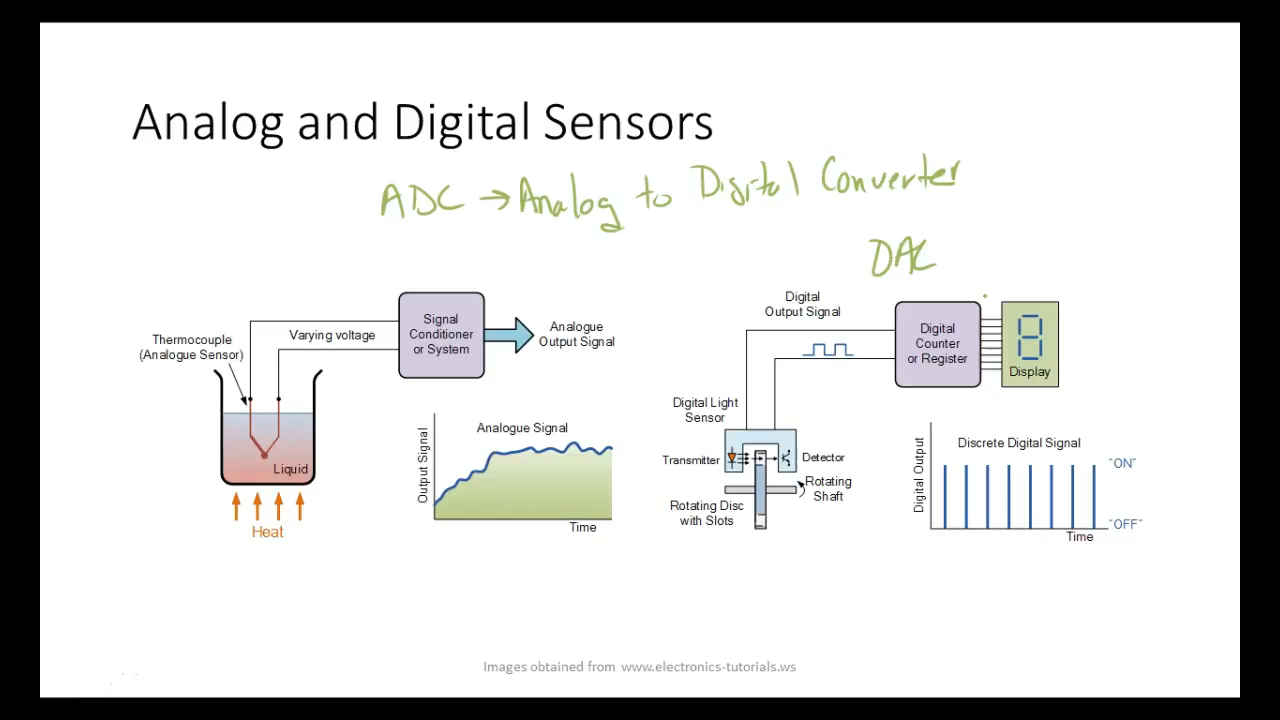 Analog and Digital Sensors
ADC → Analog to Digital Converter
DAC
Thermocouple
(Analogue Sensor)
Varying voltage
Signal
Conditioner
or System
Analogue
Output Signal
Liquid
Heat
Output Signal
Analogue Signal
Time
Digital
Output Signal
Digital
Counter
or Register
Display
Digital Light
Sensor
Transmitter
Detector
Rotating
Shaft
Rotating Disc
with Slots
Digital Output
Discrete Digital Signal
"ON"
"OFF"
Time
Images obtained from www.electronics-tutorials.ws